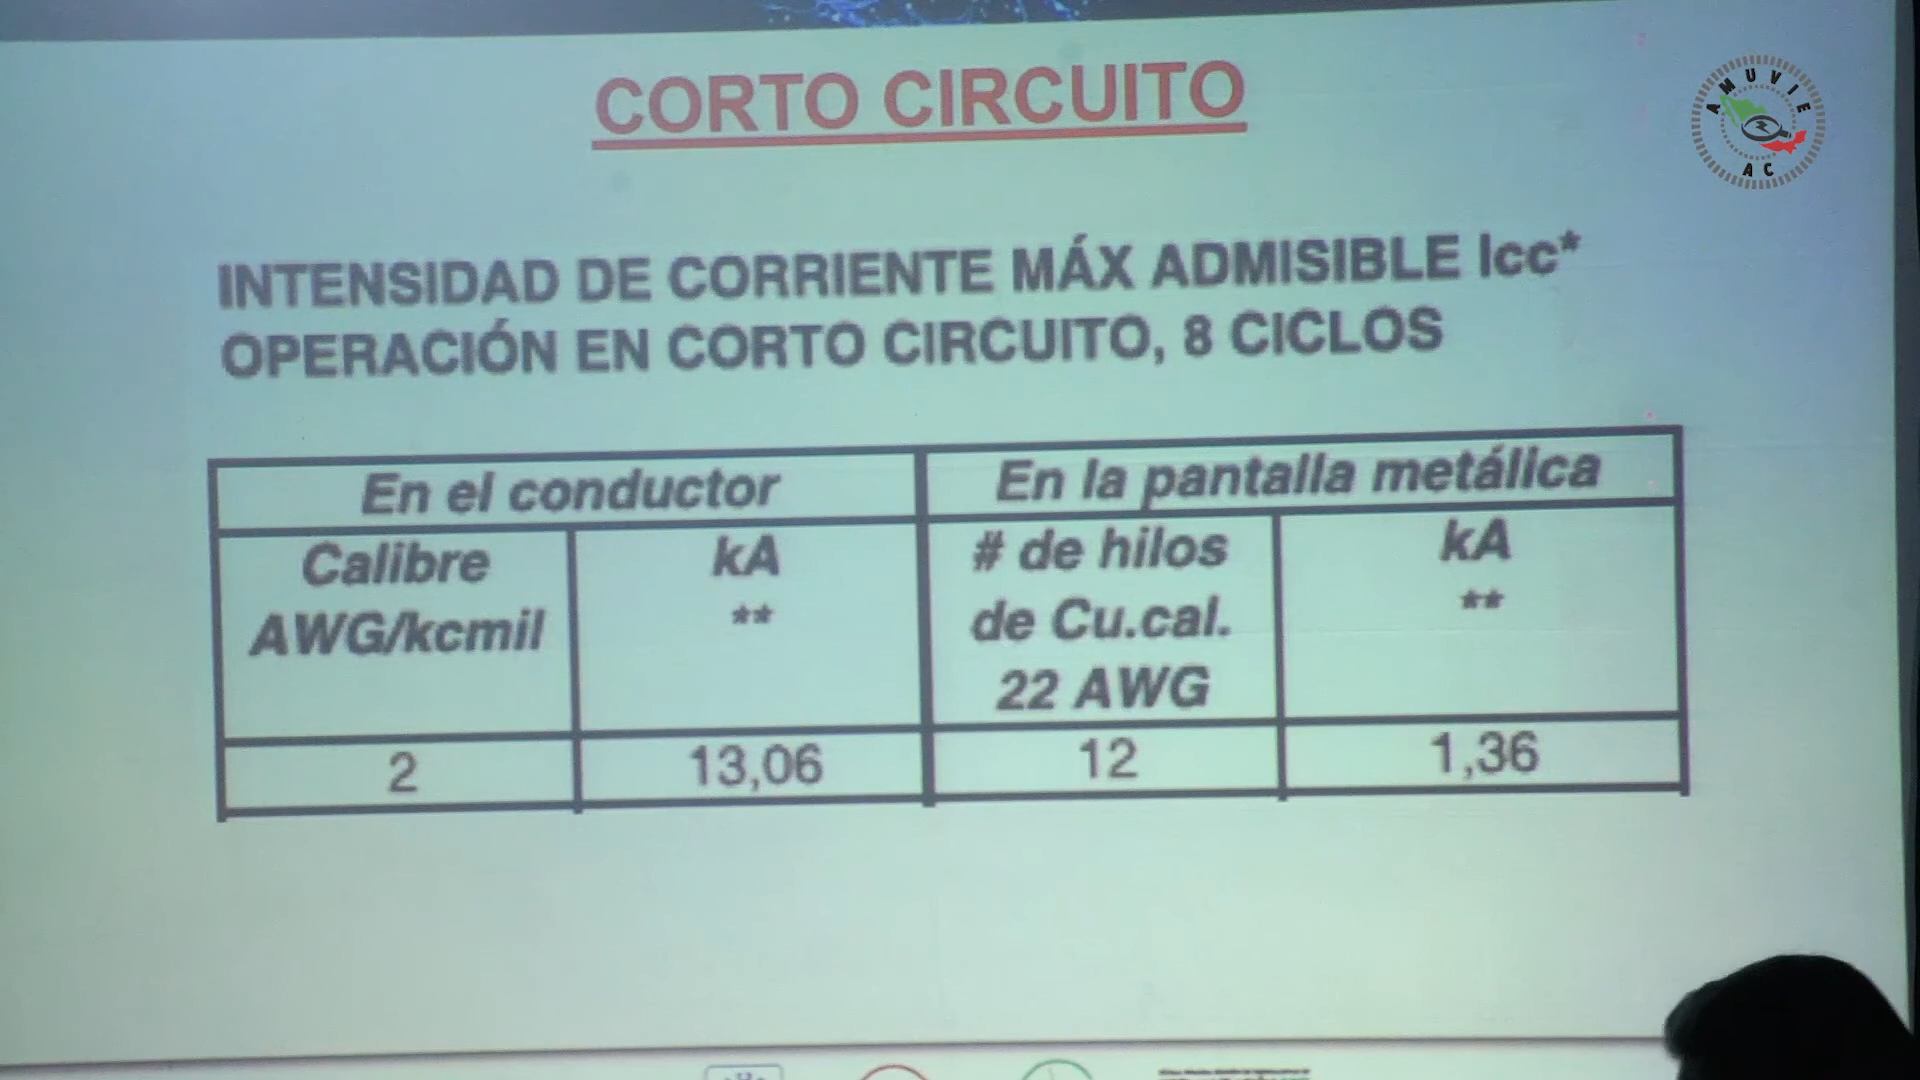 CORTO CIRCUITO
AMUVIE
AC
INTENSIDAD DE CORRIENTE MÁX ADMISIBLE Icc*
OPERACIÓN EN CORTO CIRCUITO, 8 CICLOS
En el conductor
En la pantalla metálica
Calibre
AWG/kcmil
kA
**
# de hilos
de Cu.cal.
22 AWG
kA
**
2
13,06
12
1,36